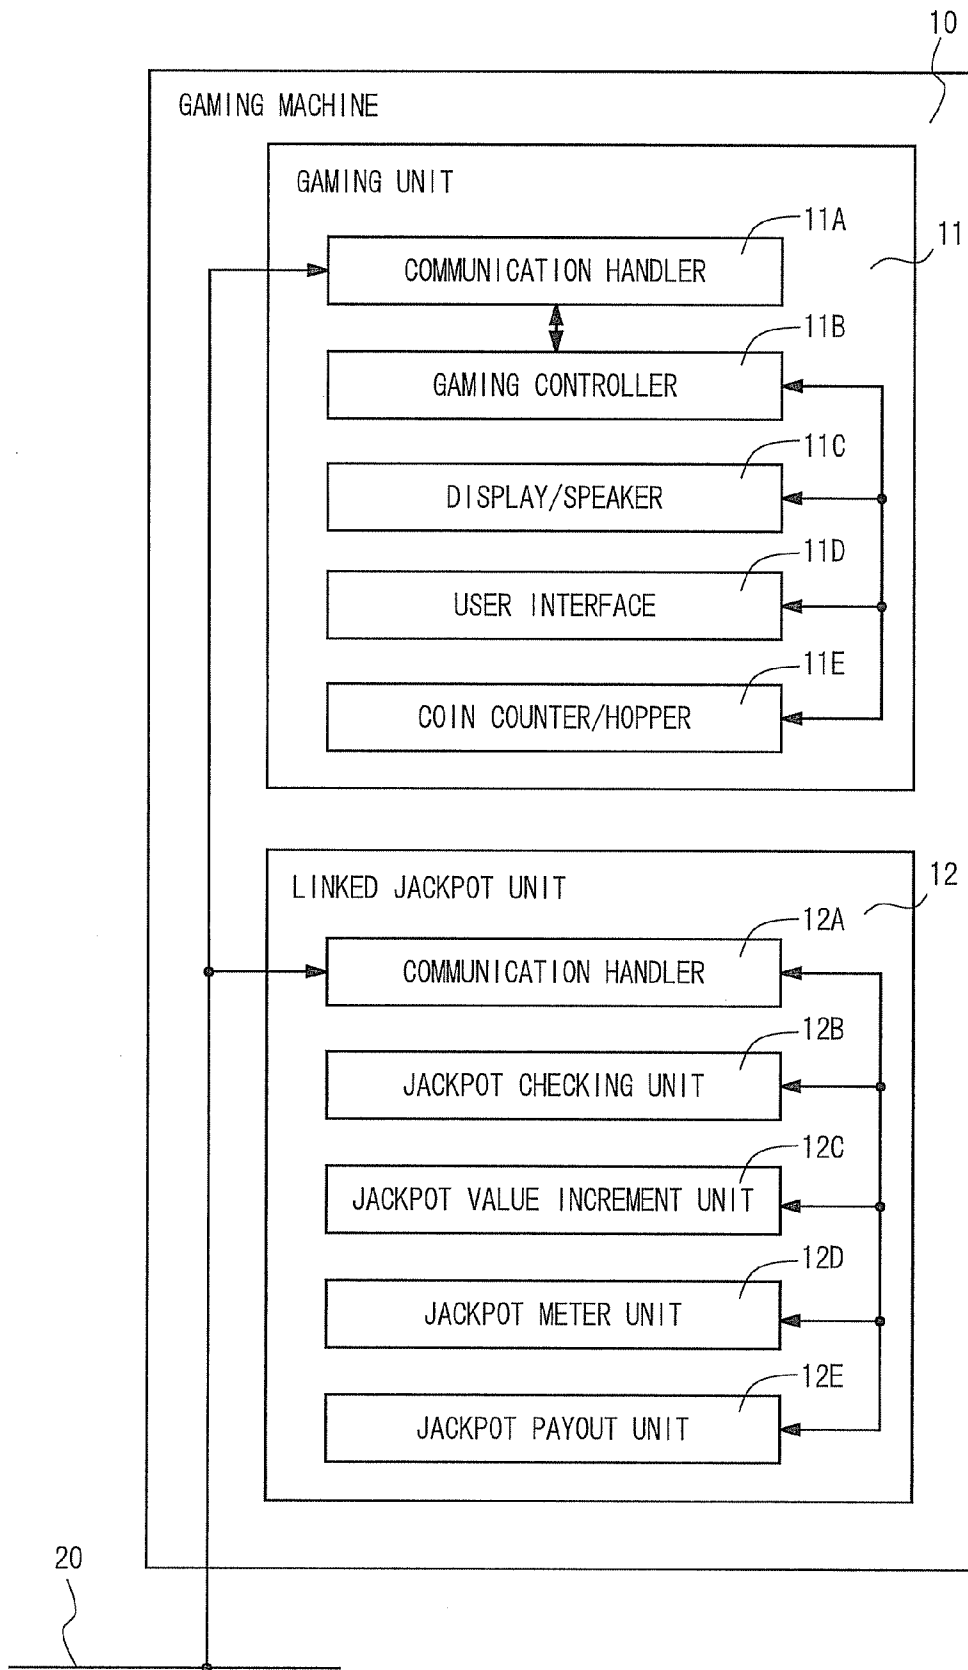 10
GAMING MACHINE
GAMING UNIT
11A
11
COMMUNICATION HANDLER
11B
GAMING CONTROLLER
11C
DISPLAY/SPEAKER
11D
USER INTERFACE
11E
COIN COUNTER/HOPPER
LINKED JACKPOT UNIT
12
12A
COMMUNICATION HANDLER
12B
JACKPOT CHECKING UNIT
12C
JACKPOT VALUE INCREMENT UNIT
12D
JACKPOT METER UNIT
12E
JACKPOT PAYOUT UNIT
20